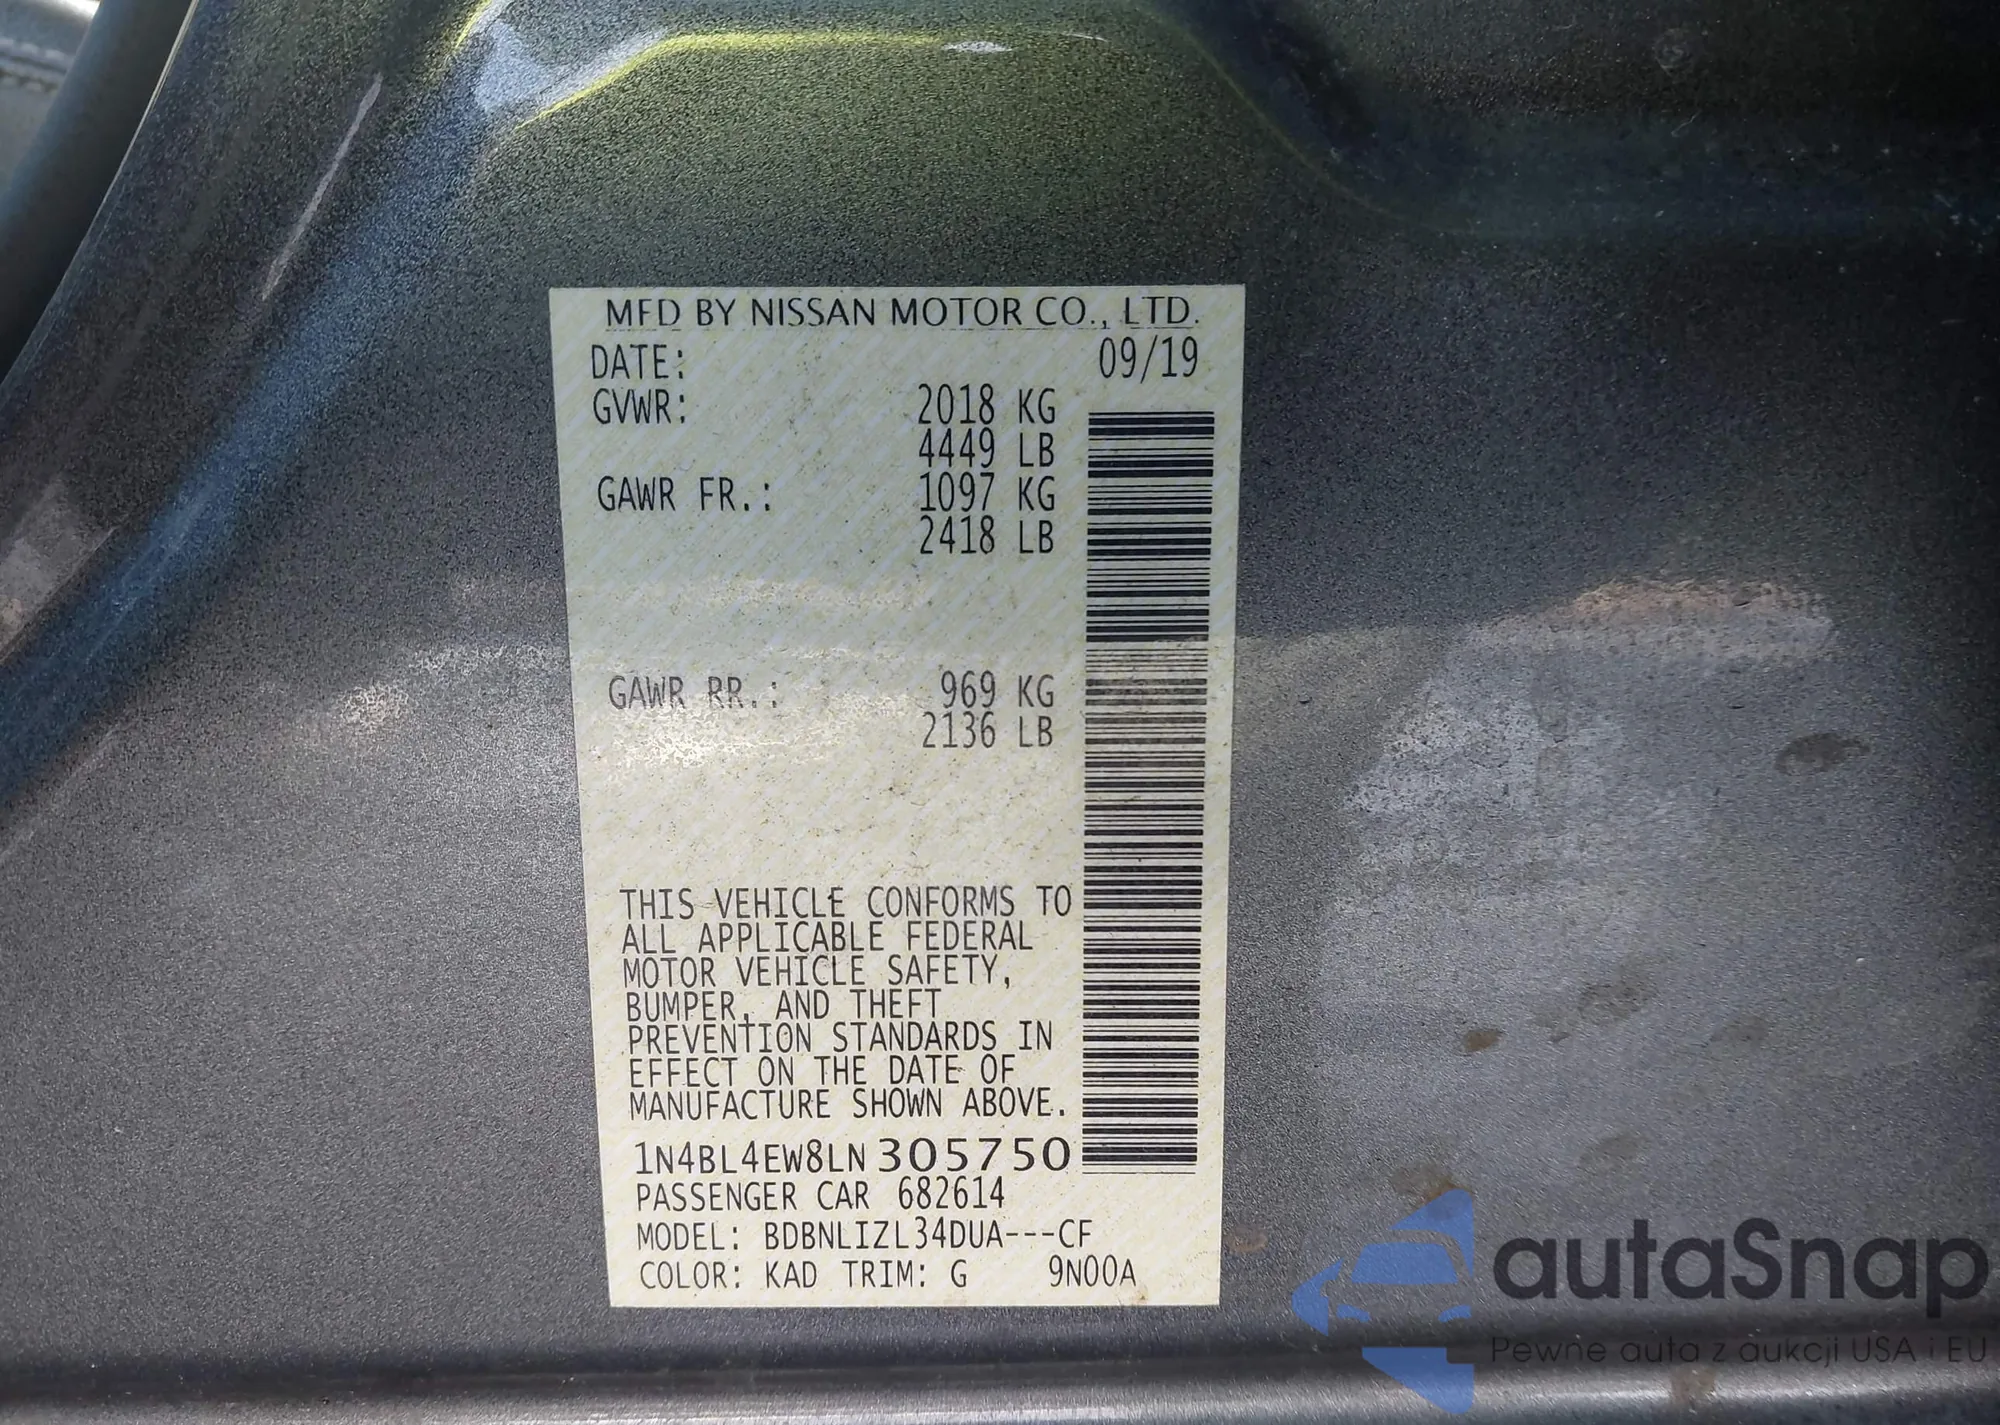 MFD BY NISSAN MOTOR CO., LTD.
DATE: 09/19
GVWR: 2018 KG
4449 LB
GAWR FR.: 1097 KG
2418 LB
GAWR RR.: 969 KG
2136 LB
THIS VEHICLE CONFORMS TO
ALL APPLICABLE FEDERAL
MOTOR VEHICLE SAFETY,
BUMPER, AND THEFT
PREVENTION STANDARDS IN
EFFECT ON THE DATE OF
MANUFACTURE SHOWN ABOVE.
1N4BL4EW8LN305750
PASSENGER CAR 682614
MODEL: BDBNLIZL34DUA---CF
COLOR: KAD TRIM: G 9N00A
autaSnap
Pewne auta z aukcji USA i EU